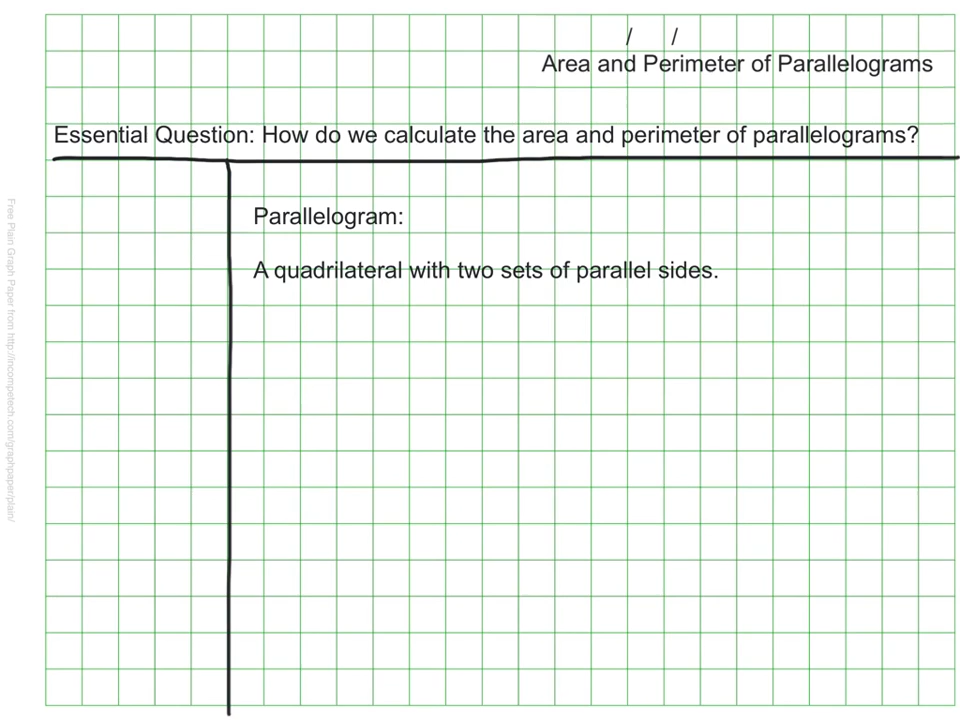 / /
Area and Perimeter of Parallelograms
Essential Question: How do we calculate the area and perimeter of parallelograms?
Parallelogram:
A quadrilateral with two sets of parallel sides.
Free Plain Graph Paper from http://incompetech.com/graphpaper/plain/